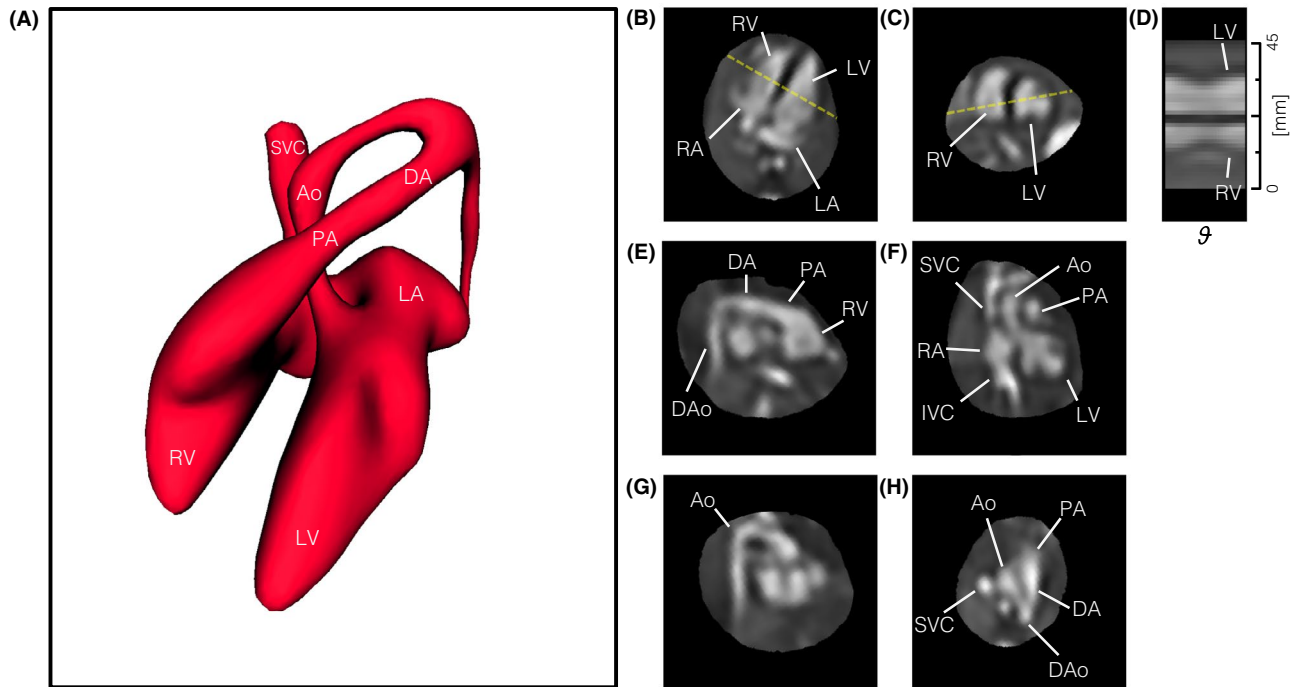 (A)
SVC
Ao
DA
PA
LA
RV
LV
(B)
RV
LV
RA
LA
(C)
RV
LV
(D)
LV
45
[mm]
0
RV
ϑ
(E)
DA
PA
RV
DAo
(F)
SVC
Ao
PA
RA
IVC
LV
(G)
Ao
(H)
Ao
PA
SVC
DA
DAo